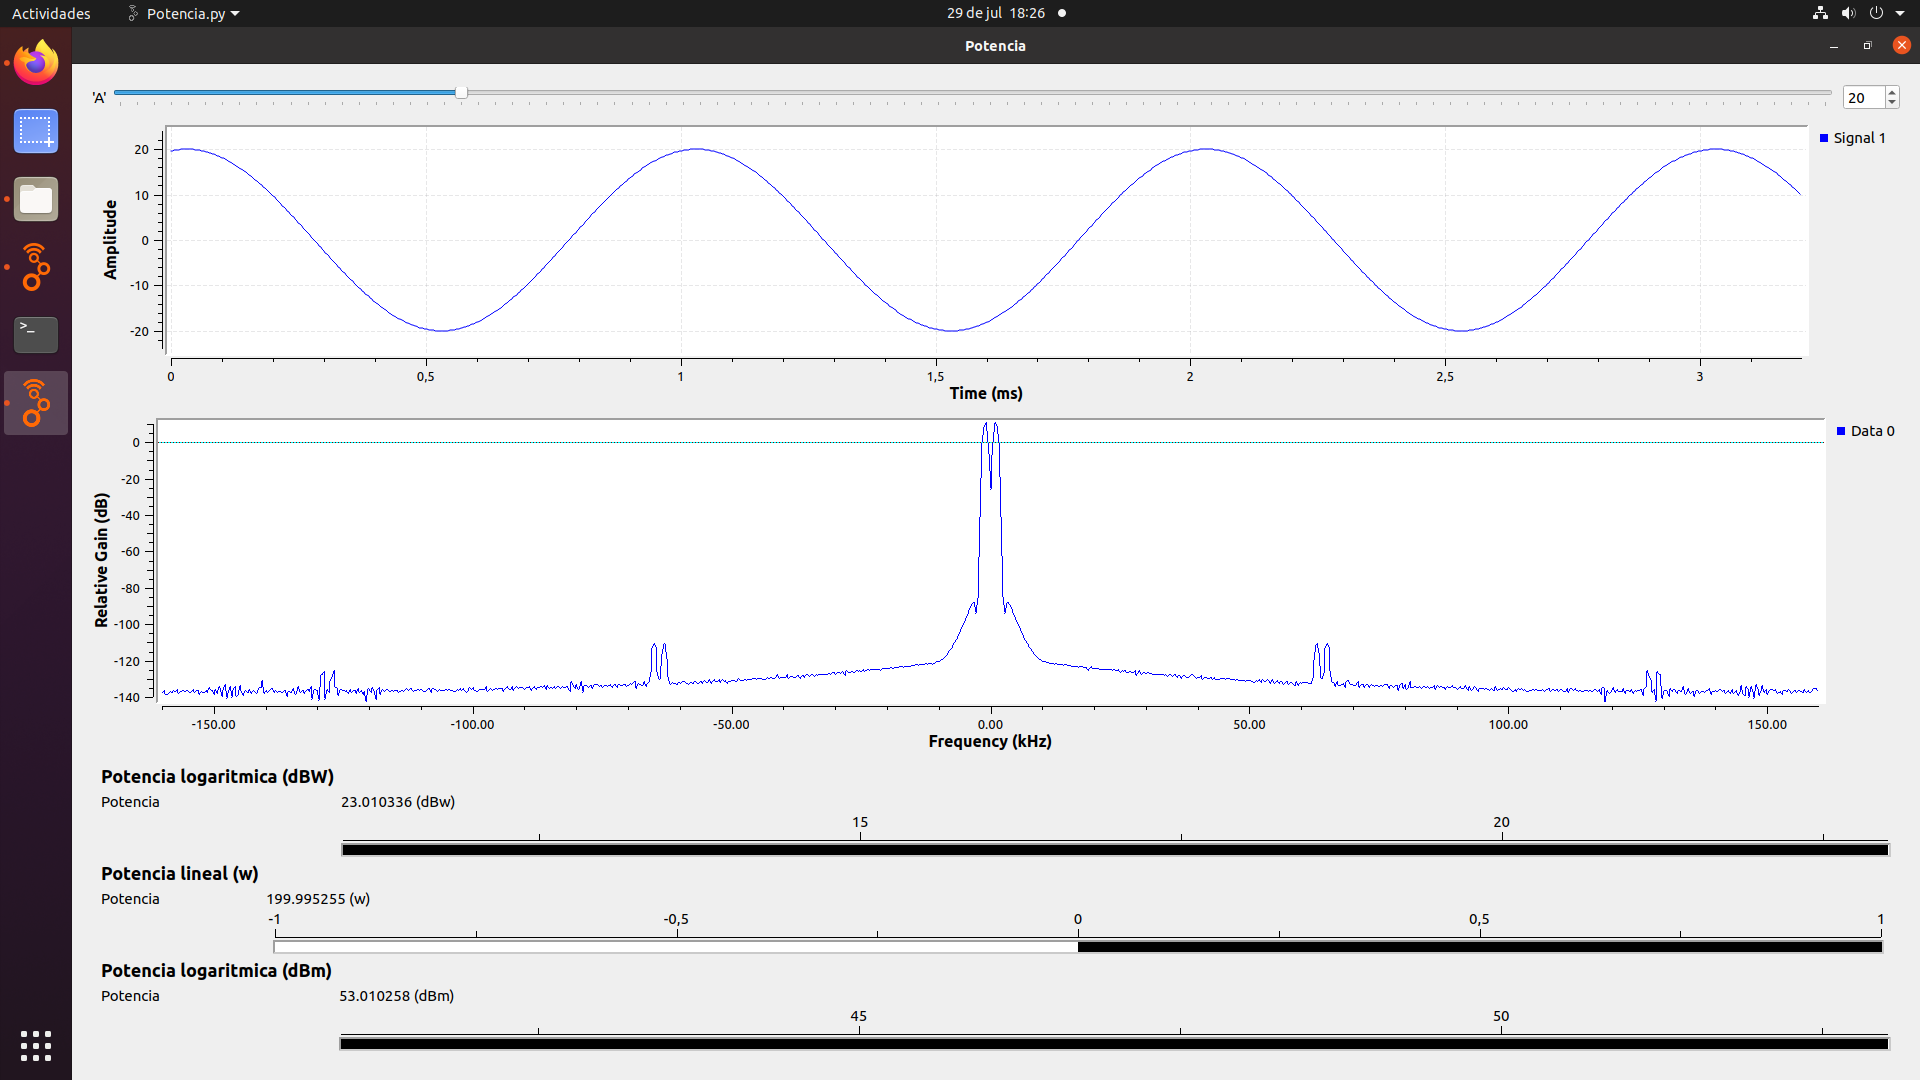 Actividades Potencia.py 29 de jul 18:26
Potencia
'A' 20
Signal 1
Amplitude
20
10
0
-10
-20
0 0,5 1 1,5 2 2,5 3
Time (ms)
Data 0
Relative Gain (dB)
0
-20
-40
-60
-80
-100
-120
-140
-150.00 -100.00 -50.00 0.00 50.00 100.00 150.00
Frequency (kHz)
Potencia logaritmica (dBW)
Potencia 23.010336 (dBw)
15 20
Potencia lineal (w)
Potencia 199.995255 (w)
-1 -0,5 0 0,5 1
Potencia logaritmica (dBm)
Potencia 53.010258 (dBm)
45 50